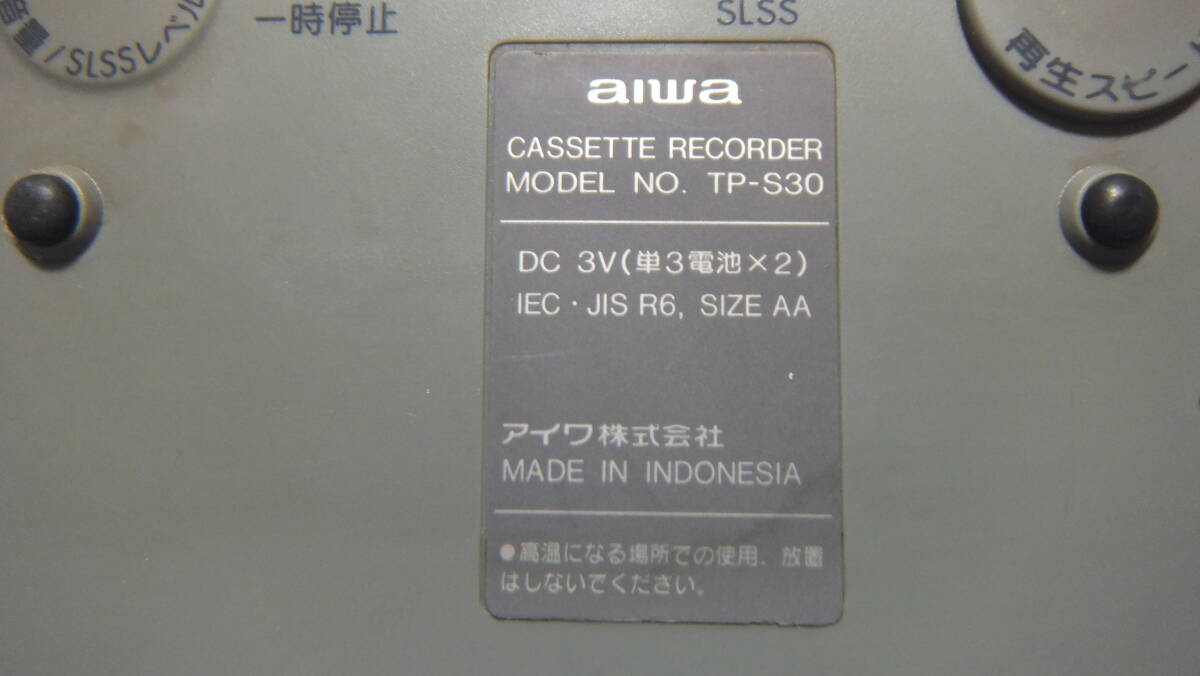 音量/SLSSレベル
一時停止
SLSS
再生スピー
aiwa
CASSETTE RECORDER
MODEL NO. TP-S30
DC 3V(単3電池×2)
IEC・JIS R6, SIZE AA
アイワ株式会社
MADE IN INDONESIA
●高温になる場所での使用、放置
はしないでください。